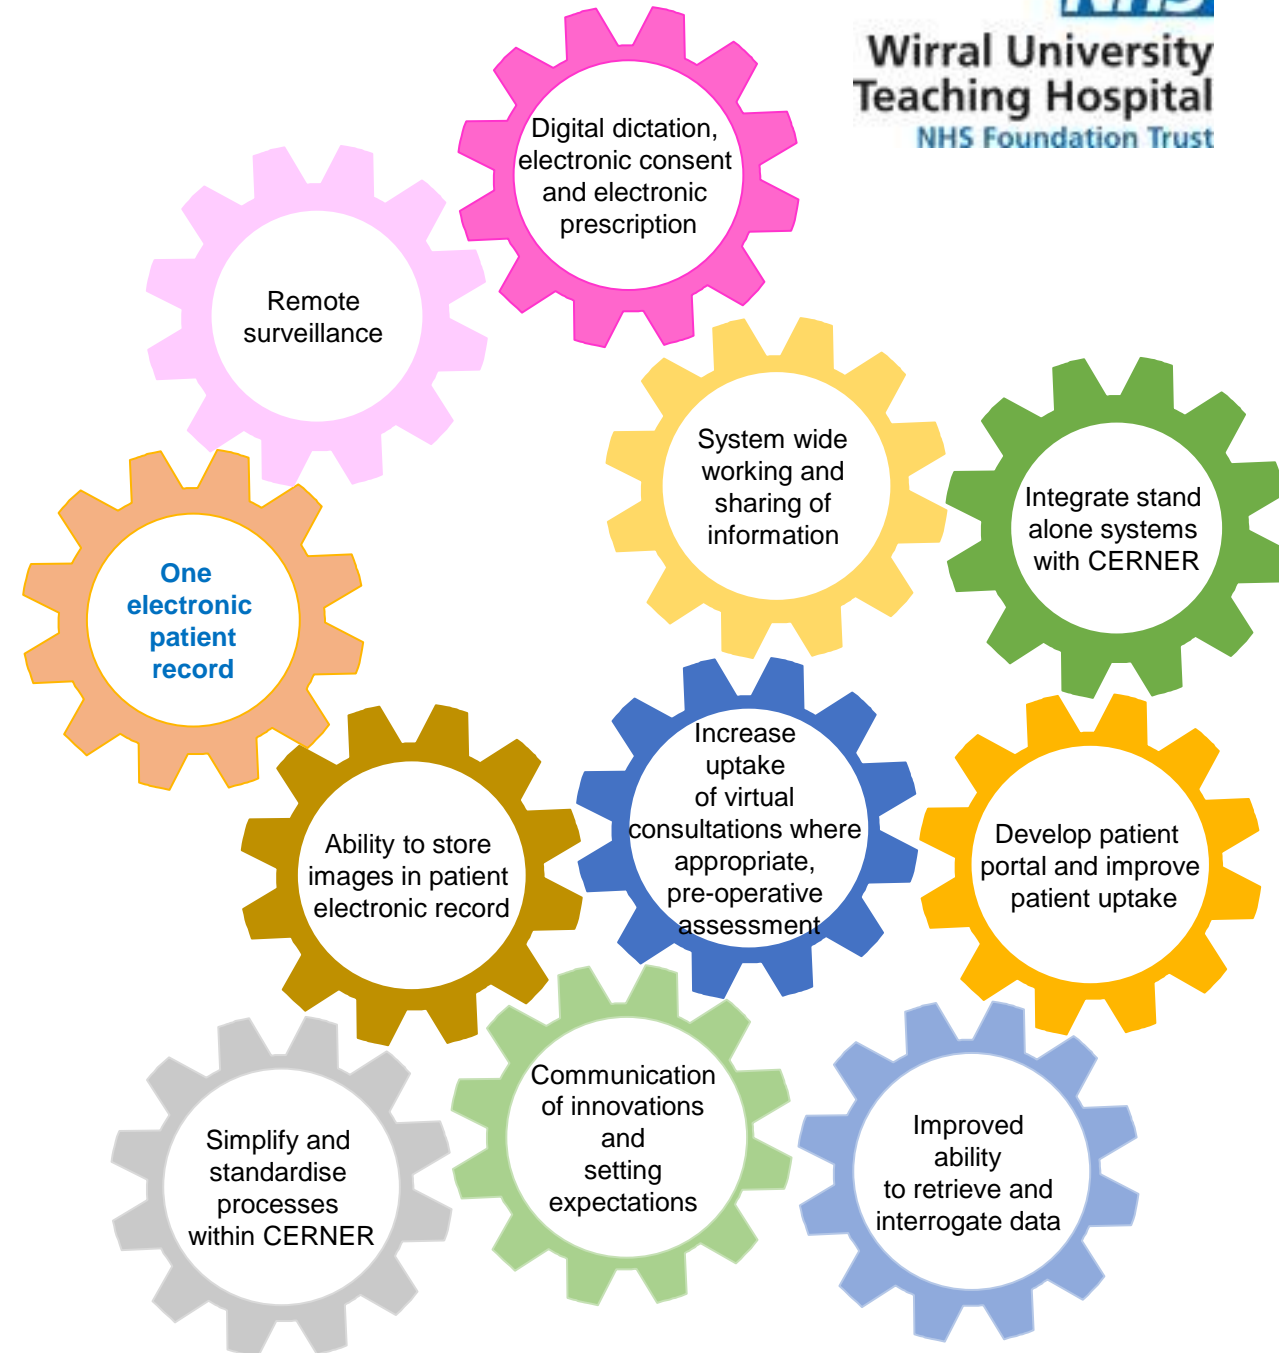 NHS
Wirral University
Teaching Hospital
NHS Foundation Trust
Digital dictation,
electronic consent
and electronic
prescription
Remote
surveillance
System wide
working and
sharing of
information
Integrate stand
alone systems
with CERNER
One
electronic
patient
record
Increase
uptake
of virtual
consultations where
appropriate,
pre-operative
assessment
Ability to store
images in patient
electronic record
Develop patient
portal and improve
patient uptake
Communication
of innovations
and
setting
expectations
Simplify and
standardise
processes
within CERNER
Improved
ability
to retrieve and
interrogate data